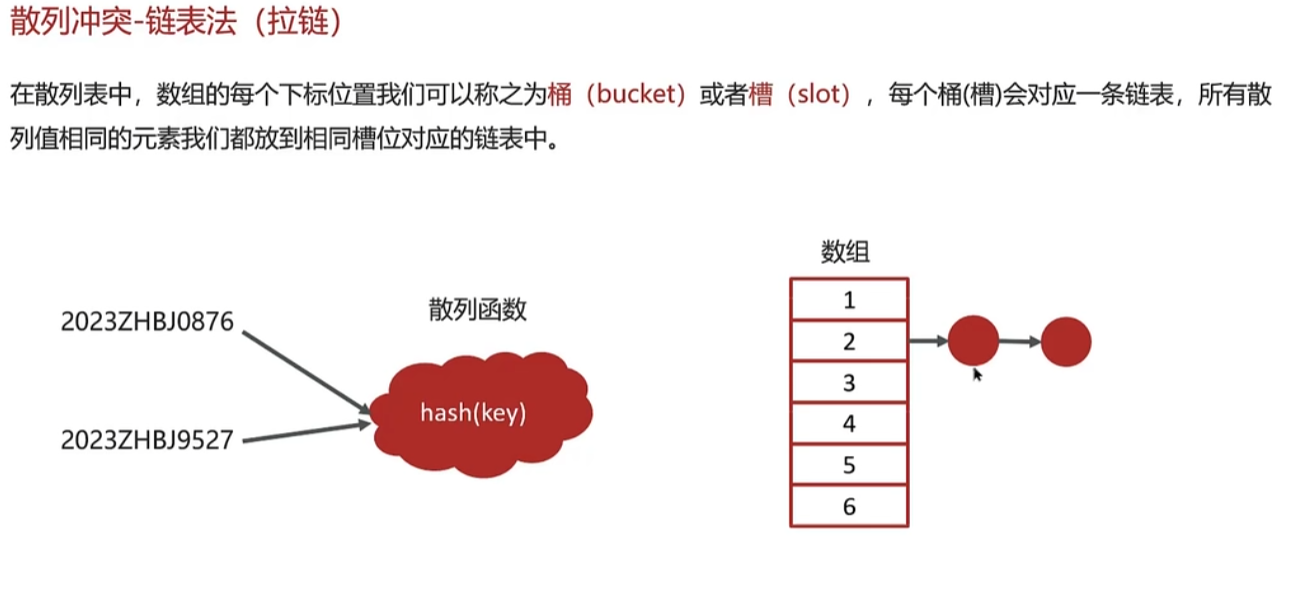 散列冲突-链表法（拉链）
在散列表中，数组的每个下标位置我们可以称之为桶（bucket）或者槽（slot），每个桶(槽)会对应一条链表，所有散
列值相同的元素我们都放到相同槽位对应的链表中。
数组
2023ZHBJ0876
散列函数
hash(key)
2023ZHBJ9527
1
2
3
4
5
6